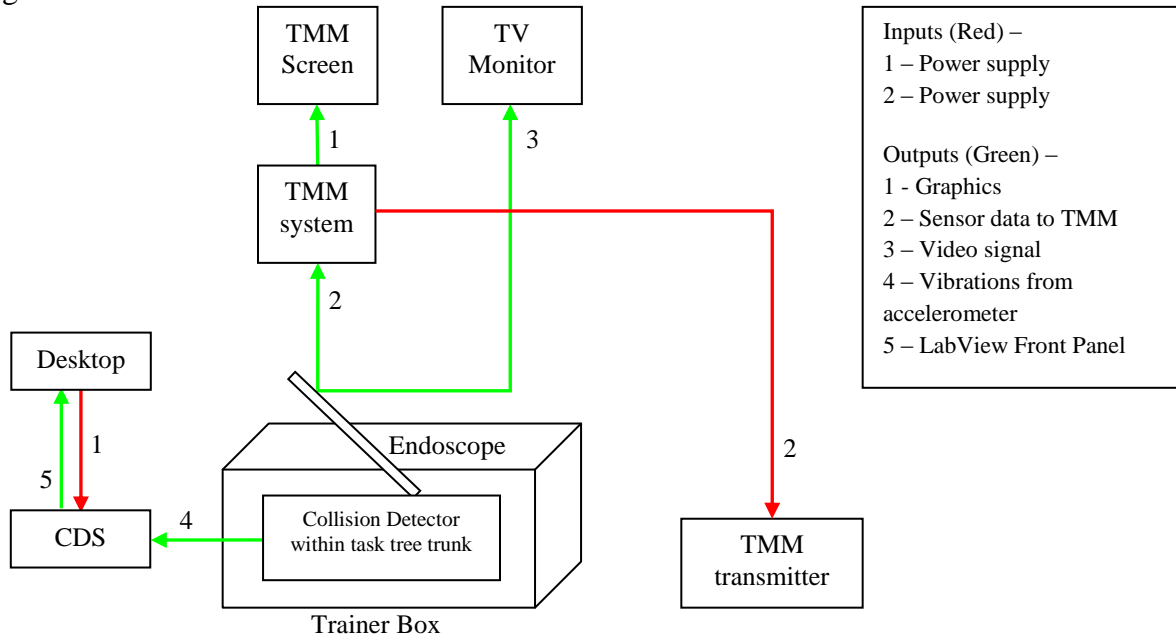 g
TMM
Screen
TV
Monitor
1
3
TMM
system
2
Desktop
1
5
CDS
4
Endoscope
Collision Detector
within task tree trunk
Trainer Box
2
TMM
transmitter
Inputs (Red) –
1 – Power supply
2 – Power supply
Outputs (Green) –
1 - Graphics
2 – Sensor data to TMM
3 – Video signal
4 – Vibrations from
accelerometer
5 – LabView Front Panel